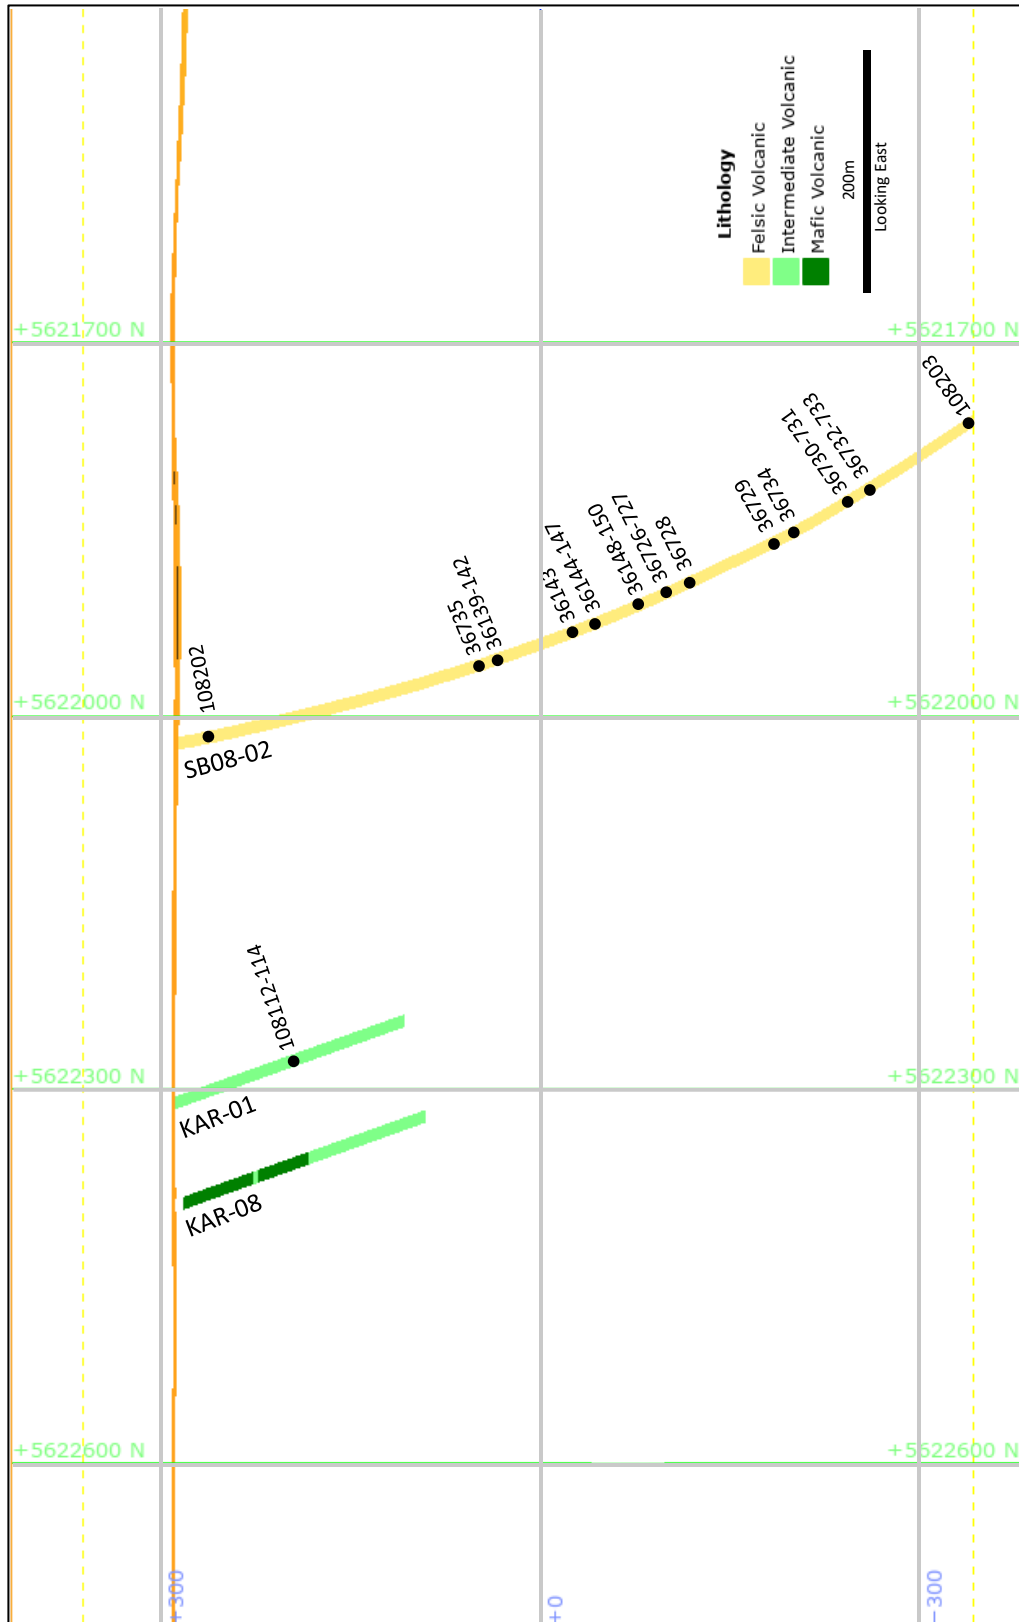 Lithology
Felsic Volcanic
Intermediate Volcanic
Mafic Volcanic
200m
Looking East
+5621700 N
+5621700 N
108203
36732-733
36730-731
36734
36729
36728
36726-727
36148-150
36144-147
36143
36139-142
36735
108202
+5622000 N
+5622000 N
SB08-02
108112-114
+5622300 N
+5622300 N
KAR-01
KAR-08
+5622600 N
+5622600 N
+300
+0
-300